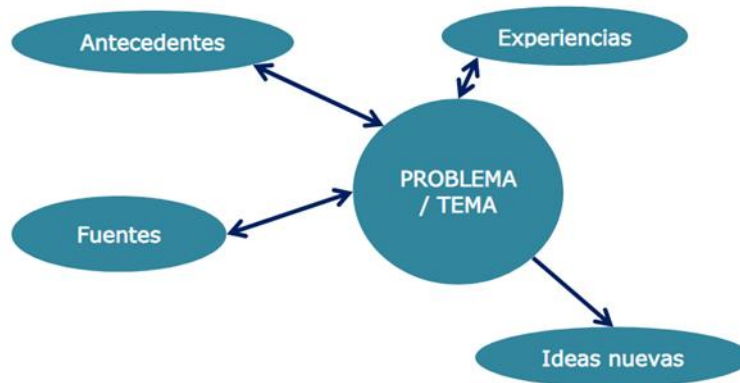 Antecedentes
Experiencias
PROBLEMA
/ TEMA
Fuentes
Ideas nuevas